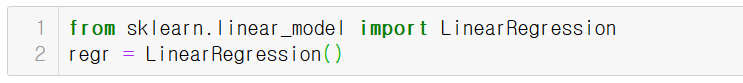 1 from sklearn.linear_model import LinearRegression
2 regr = LinearRegression()